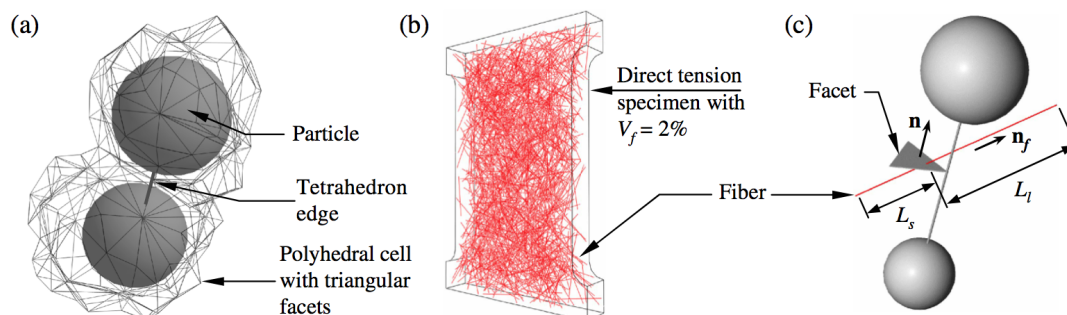 (a)
Particle
Tetrahedron
edge
Polyhedral cell
with triangular
facets
(b)
Direct tension
specimen with
V_f = 2%
Fiber
(c)
Facet
n
n_f
L_s
L_l